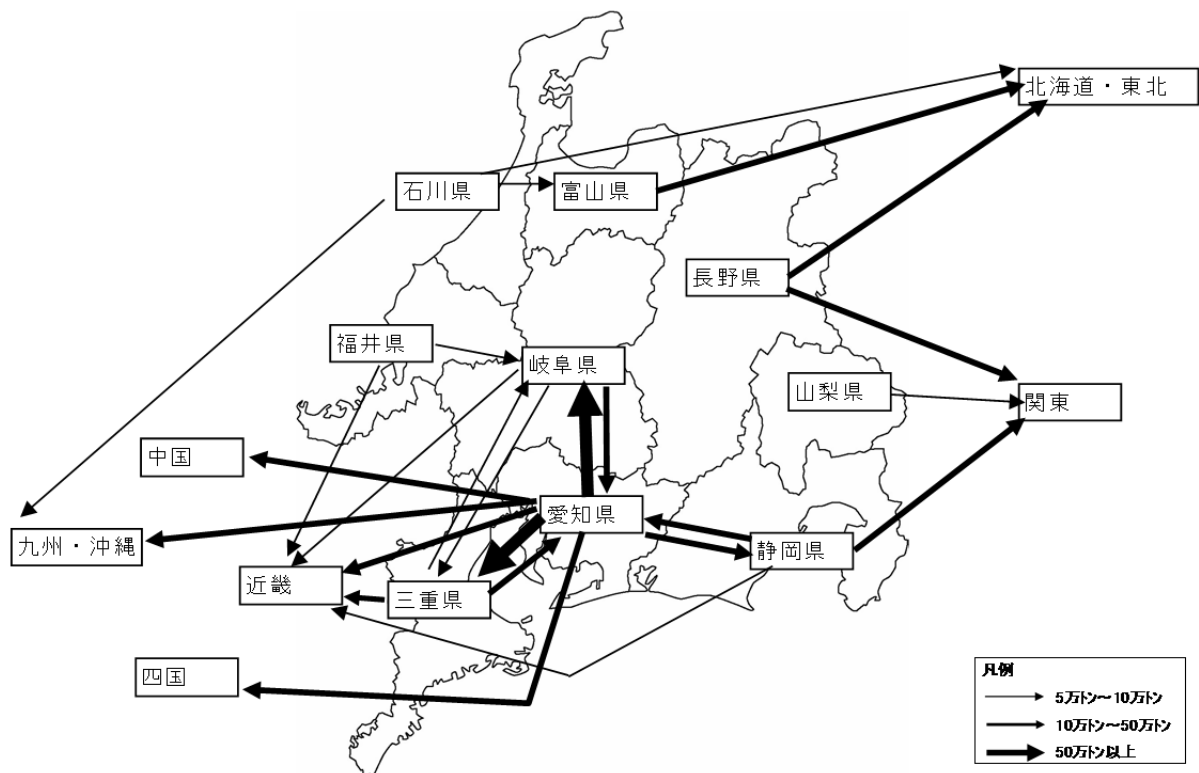 北海道・東北
石川県
富山県
長野県
福井県
岐阜県
山梨県
関東
中国
愛知県
九州・沖縄
静岡県
近畿
三重県
四国
凡例
5万トン～10万トン
10万トン～50万トン
50万トン以上